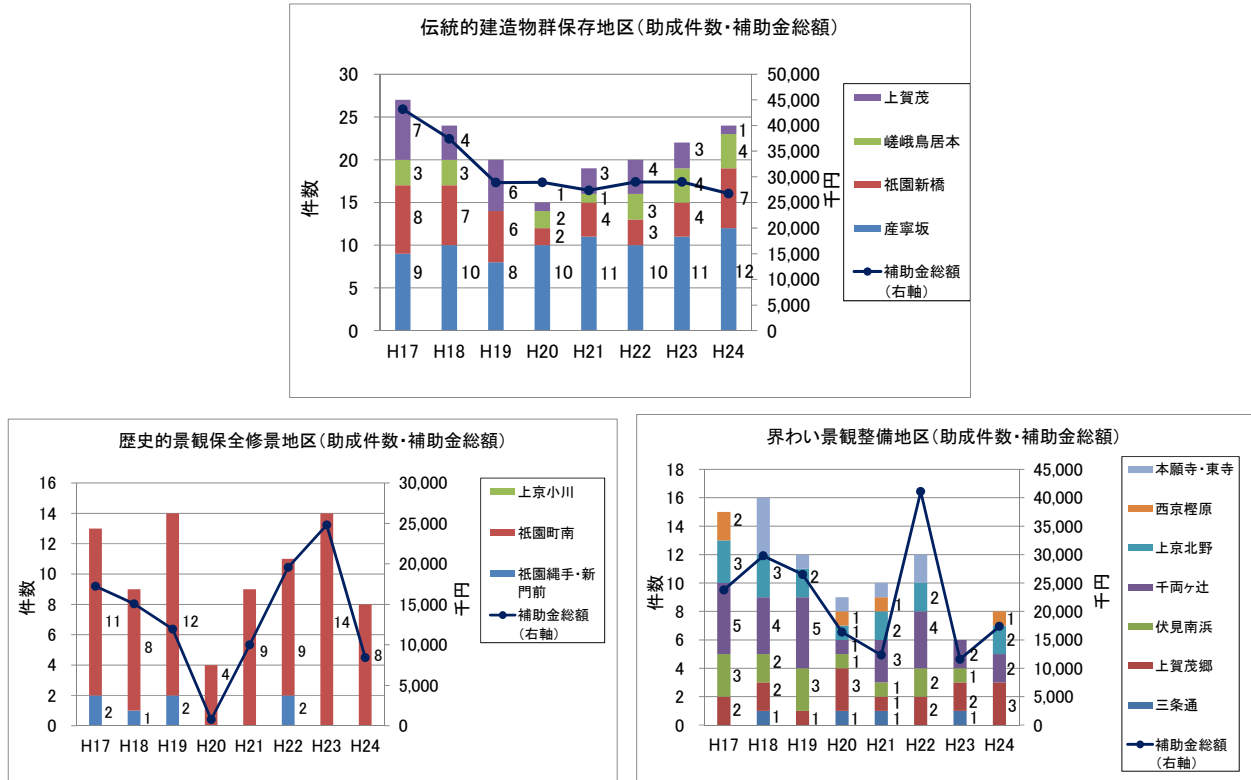 伝統的建造物群保存地区(助成件数・補助金総額)
件数
30
25
20
15
10
5
0
50,000
45,000
40,000
35,000
30,000
25,000
20,000
15,000
10,000
5,000
0
千円
7 4 6 1 3 4 3 1
3 3 2 1 3 4 4
8 7 6 2 4 3 4 7
9 10 8 10 11 10 11 12
H17 H18 H19 H20 H21 H22 H23 H24
上賀茂
嵯峨鳥居本
祇園新橋
産寧坂
補助金総額
(右軸)
歴史的景観保全修景地区(助成件数・補助金総額)
件数
16
14
12
10
8
6
4
2
0
30,000
25,000
20,000
15,000
10,000
5,000
0
千円
11 8 12 4 9 9 14 8
2 1 2 2
H17 H18 H19 H20 H21 H22 H23 H24
上京小川
祇園町南
祇園縄手・新
門前
補助金総額
(右軸)
界わい景観整備地区(助成件数・補助金総額)
件数
18
16
14
12
10
8
6
4
2
0
45,000
40,000
35,000
30,000
25,000
20,000
15,000
10,000
5,000
0
千円
2 1 1 1
3 3 2 1 2 2 2
5 4 5 1 3 4 2 2
3 2 3 1 1 2 1
2 2 1 3 1 2 2 3
1 1 1 1
H17 H18 H19 H20 H21 H22 H23 H24
本願寺・東寺
西京樫原
上京北野
千両ヶ辻
伏見南浜
上賀茂郷
三条通
補助金総額
(右軸)